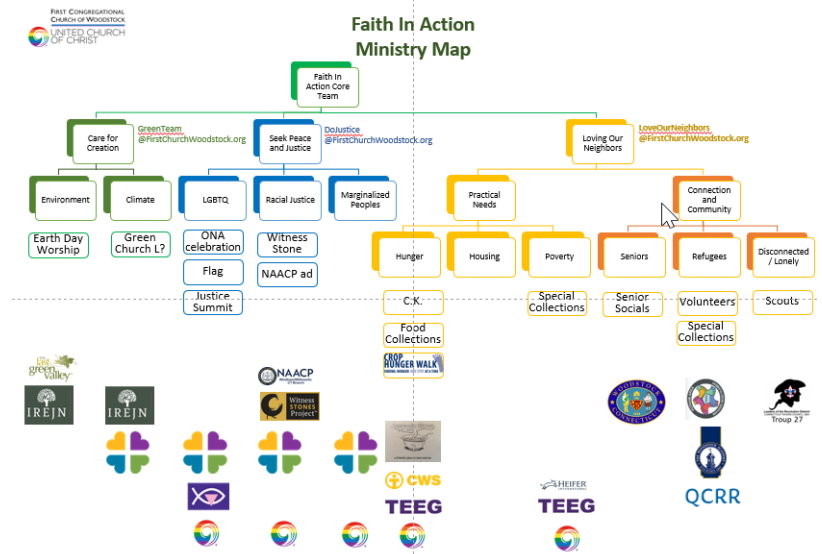 First Congregational
Church of Woodstock
UNITED CHURCH
OF CHRIST
Faith In Action
Ministry Map
Faith In
Action Core
Team
Care for
Creation
GreenTeam
@FirstChurchWoodstock.org
Seek Peace
and Justice
DoJustice
@FirstChurchWoodstock.org
Loving Our
Neighbors
LoveOurNeighbors
@FirstChurchWoodstock.org
Environment
Climate
LGBTQ
Racial Justice
Marginalized
Peoples
Practical
Needs
Connection
and
Community
Earth Day
Worship
Green
Church L?
ONA
celebration
Flag
Justice
Summit
Witness
Stone
NAACP ad
Hunger
Housing
Poverty
Seniors
Refugees
Disconnected
/ Lonely
C.K.
Food
Collections
CROP
HUNGER WALK
Special
Collections
Senior
Socials
Volunteers
Special
Collections
Scouts
the last
green
valley
IREJN
IREJN
NAACP
Witness
STONES
Project
WOODSTOCK
CONNECTICUT
Troup 27
CWS
TEEG
HEIFER
INTERNATIONAL
TEEG
QCRR